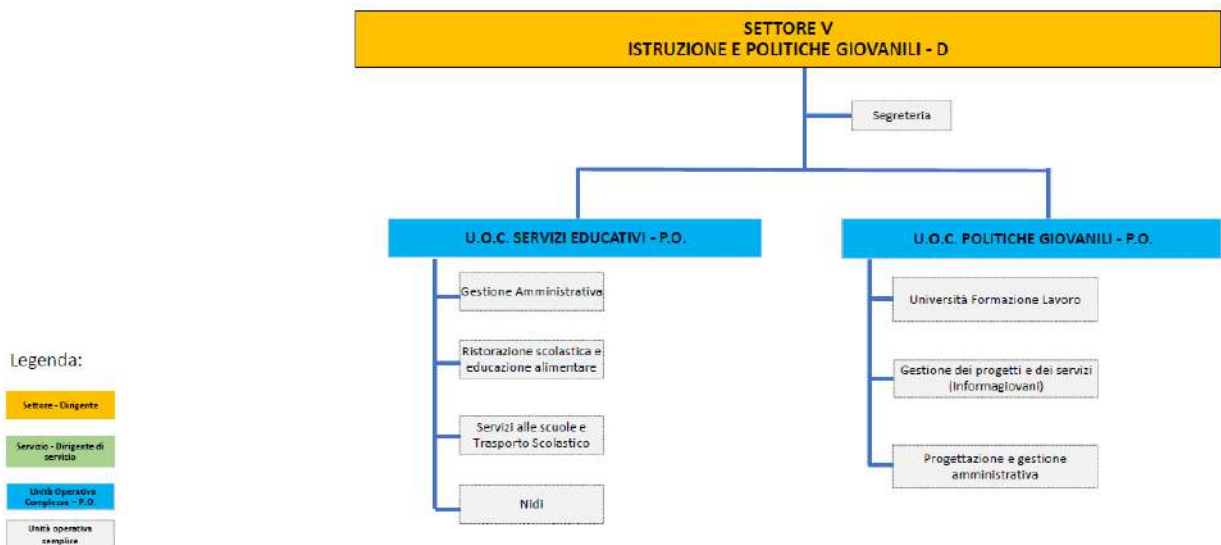 SETTORE V
ISTRUZIONE E POLITICHE GIOVANILI - D
Segreteria
U.O.C. SERVIZI EDUCATIVI - P.O.
U.O.C. POLITICHE GIOVANILI - P.O.
Gestione Amministrativa
Ristorazione scolastica e
educazione alimentare
Servizi alle scuole e
Trasporto Scolastico
Nidi
Università Formazione Lavoro
Gestione dei progetti e dei servizi
(Informagiovani)
Progettazione e gestione
amministrativa
Legenda:
Settore - Dirigente
Servizio - Dirigente di
servizio
Unità Operativa
Complessa - P.O.
Unità operativa
semplice